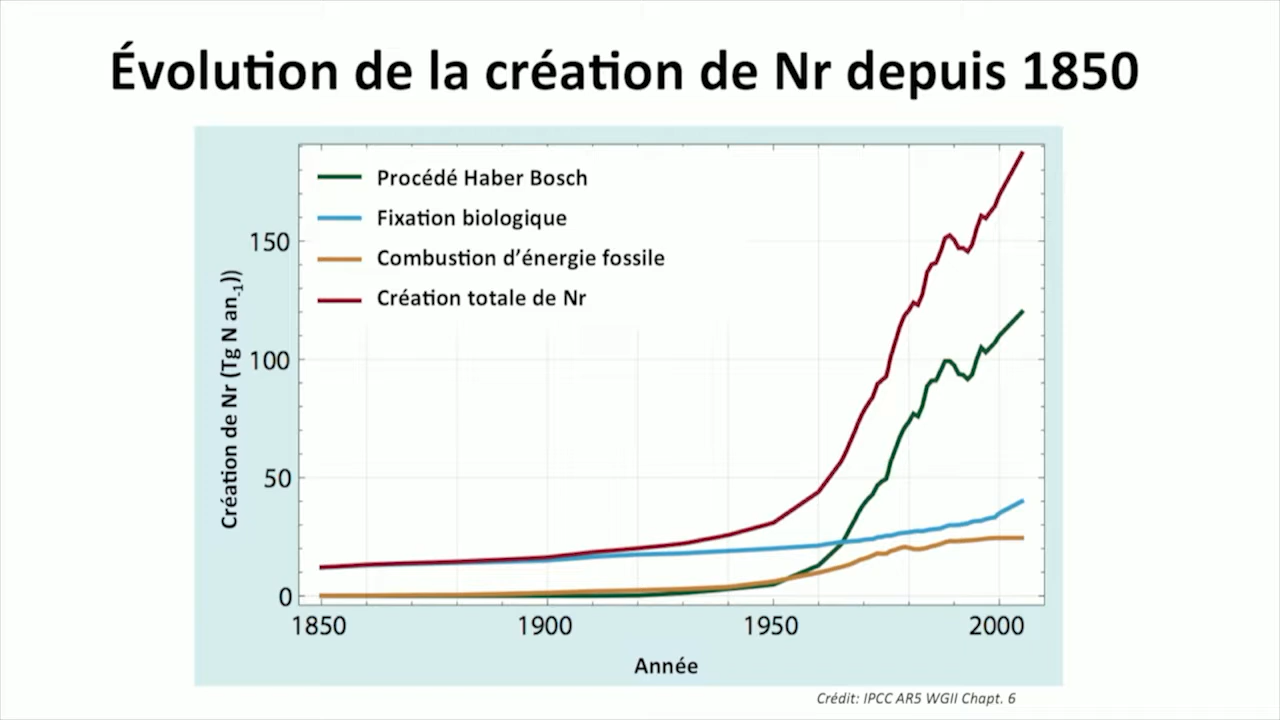 Évolution de la création de Nr depuis 1850
Procédé Haber Bosch
Fixation biologique
Combustion d’énergie fossile
Création totale de Nr
Création de Nr (Tg N an-1))
150
100
50
0
1850 1900 1950 2000
Année
Crédit: IPCC AR5 WGII Chapt. 6